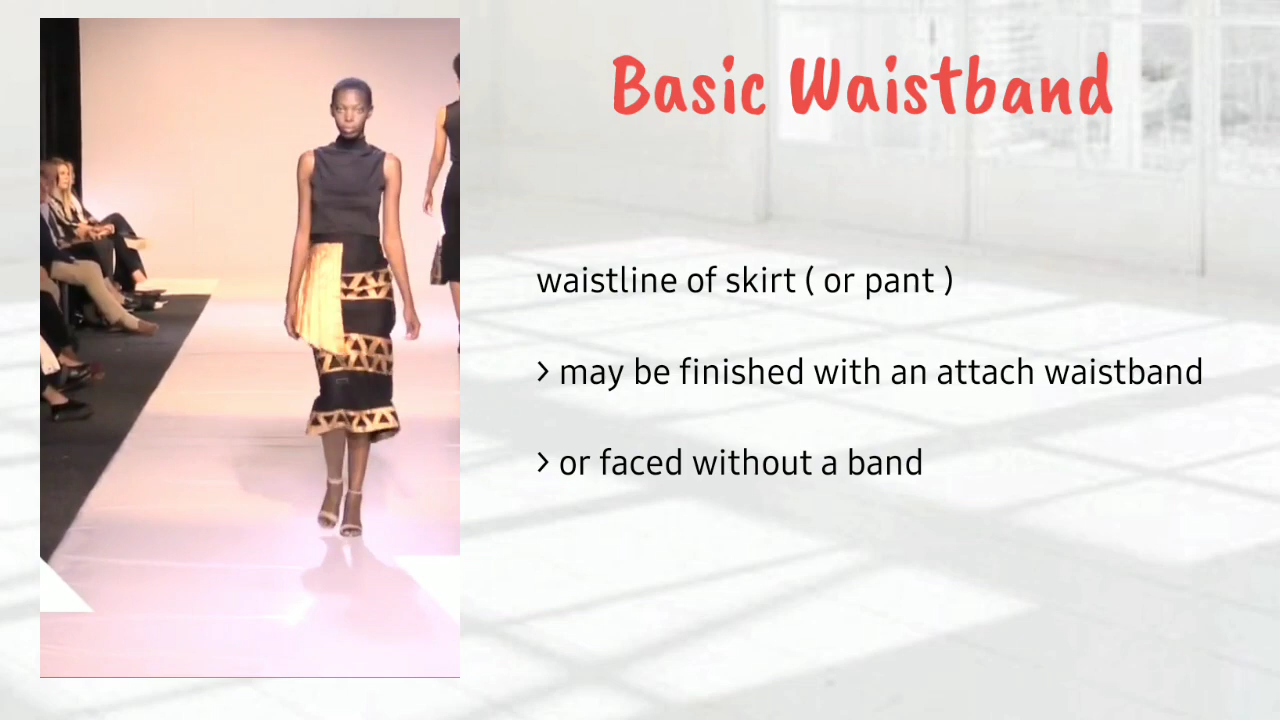 Basic Waistband
waistline of skirt ( or pant )
> may be finished with an attach waistband
> or faced without a band